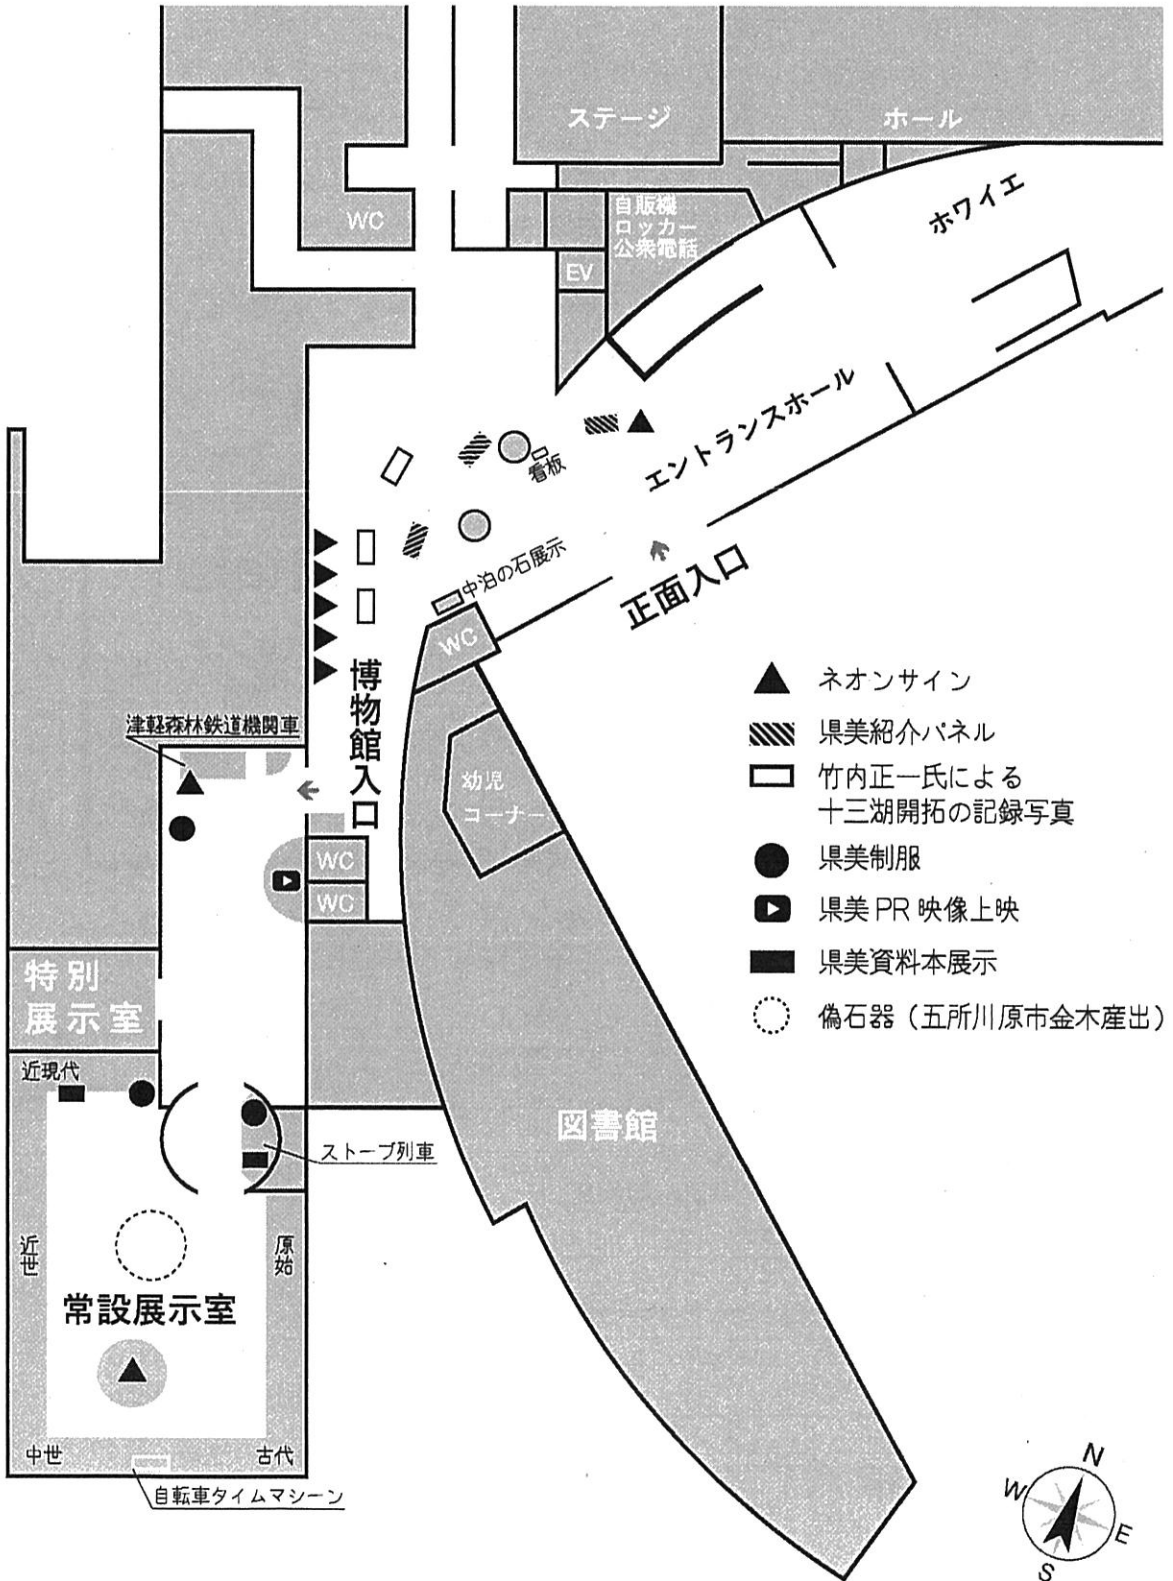 ステージ
ホール
WC
自販機
ロッカー
公衆電話
EV
ホワイエ
エントランスホール
看板
中泊の石展示
正面入口
WC
博物館入口
津軽森林鉄道機関車
幼児
コーナー
WC
WC
ネオンサイン
県美紹介パネル
竹内正一氏による
十三湖開拓の記録写真
県美制服
県美 PR 映像上映
県美資料本展示
偽石器（五所川原市金木産出）
特別
展示室
近現代
図書館
ストーブ列車
近世
原始
常設展示室
中世
古代
自転車タイムマシーン
N
W
E
S